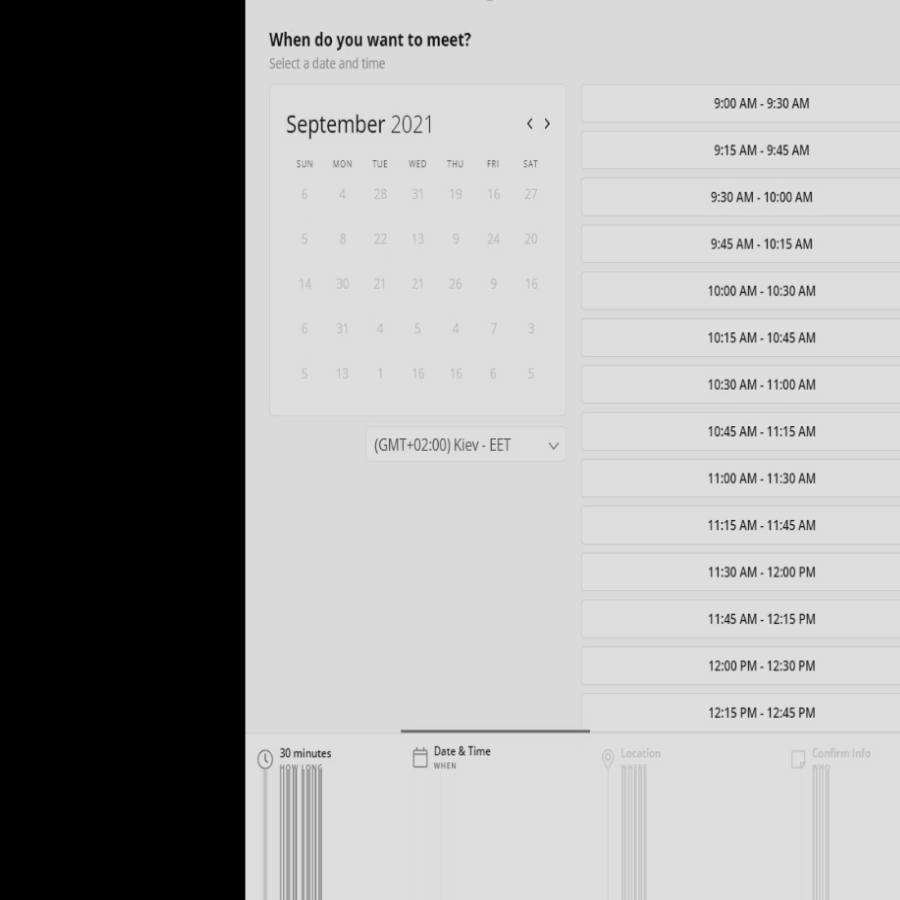 When do you want to meet?
Select a date and time
September 2021
SUN MON TUE WED THU FRI SAT
6 4 28 31 19 16 27
5 8 22 13 9 24 20
14 30 21 21 26 9 16
6 31 4 5 4 7 3
5 13 1 16 16 6 5
(GMT+02:00) Kiev - EET
9:00 AM - 9:30 AM
9:15 AM - 9:45 AM
9:30 AM - 10:00 AM
9:45 AM - 10:15 AM
10:00 AM - 10:30 AM
10:15 AM - 10:45 AM
10:30 AM - 11:00 AM
10:45 AM - 11:15 AM
11:00 AM - 11:30 AM
11:15 AM - 11:45 AM
11:30 AM - 12:00 PM
11:45 AM - 12:15 PM
12:00 PM - 12:30 PM
12:15 PM - 12:45 PM
30 minutes
HOW LONG
Date & Time
WHEN
Location
WHERE
Confirm Info
WHO